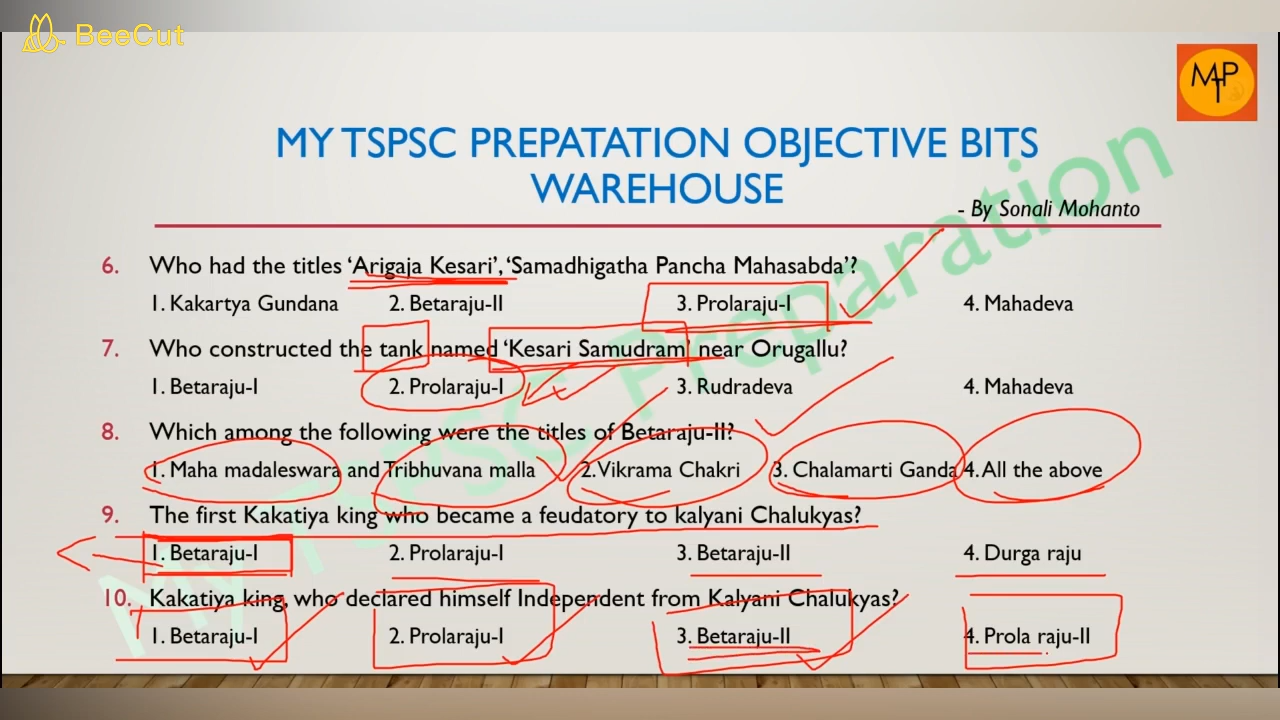 BeeCut
MTP
MY TSPSC PREPATATION OBJECTIVE BITS
WAREHOUSE
- By Sonali Mohanto
6. Who had the titles ‘Arigaja Kesari’, ‘Samadhigatha Pancha Mahasabda’?
1. Kakartya Gundana 2. Betaraju-II 3. Prolaraju-I 4. Mahadeva
7. Who constructed the tank named ‘Kesari Samudram’ near Orugallu?
1. Betaraju-I 2. Prolaraju-I 3. Rudradeva 4. Mahadeva
8. Which among the following were the titles of Betaraju-II?
1. Maha madaleswara and Tribhuvana malla 2. Vikrama Chakri 3. Chalamarti Ganda 4. All the above
9. The first Kakatiya king who became a feudatory to kalyani Chalukyas?
1. Betaraju-I 2. Prolaraju-I 3. Betaraju-II 4. Durga raju
10. Kakatiya king, who declared himself Independent from Kalyani Chalukyas?
1. Betaraju-I 2. Prolaraju-I 3. Betaraju-II 4. Prola raju-II
My TSPSC Preparation